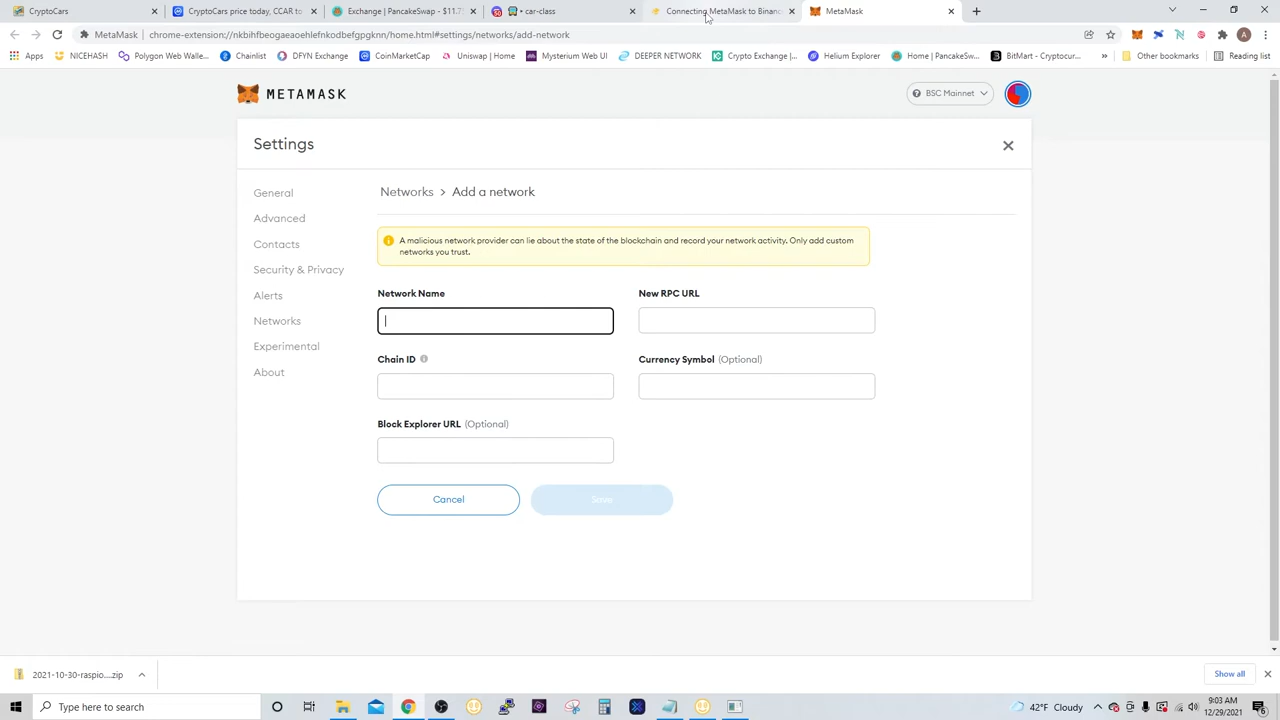 CryptoCars
CryptoCars price today, CCAR to
Exchange | PancakeSwap - $11.7
car-class
Connecting MetaMask to Binanc
MetaMask
MetaMask | chrome-extension://nkbihfbeogaeaoehlefnkodbefgpgknn/home.html#settings/networks/add-network
Apps
NICEHASH
Polygon Web Walle...
Chainlist
DFYN Exchange
CoinMarketCap
Uniswap | Home
Mysterium Web UI
DEEPER NETWORK
Crypto Exchange |...
Helium Explorer
Home | PancakeSw...
BitMart - Cryptocur...
»
Other bookmarks
Reading list
METAMASK
BSC Mainnet
Settings
General
Advanced
Contacts
Security & Privacy
Alerts
Networks
Experimental
About
Networks > Add a network
A malicious network provider can lie about the state of the blockchain and record your network activity. Only add custom
networks you trust.
Network Name
New RPC URL
Chain ID
Currency Symbol (Optional)
Block Explorer URL (Optional)
Cancel
Save
2021-10-30-raspio....zip
Show all
Type here to search
42°F Cloudy
9:03 AM
12/29/2021
6